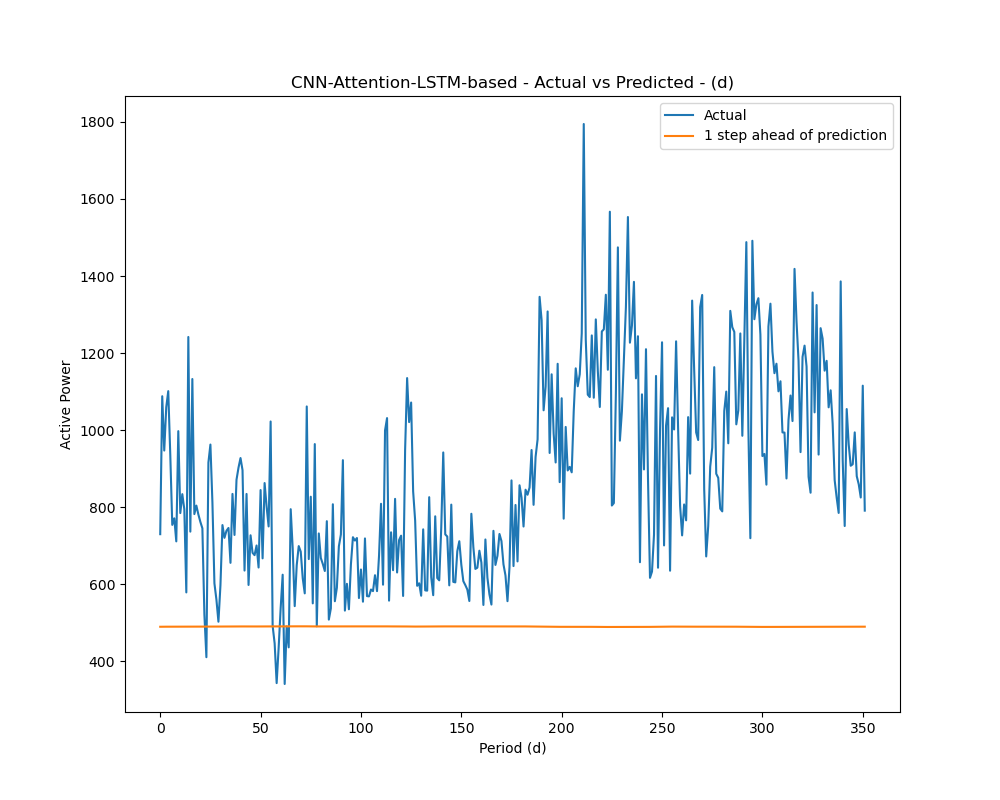 CNN-Attention-LSTM-based - Actual vs Predicted - (d)
Actual
1 step ahead of prediction
1800
1600
1400
1200
1000
800
600
400
Active Power
0 50 100 150 200 250 300 350
Period (d)